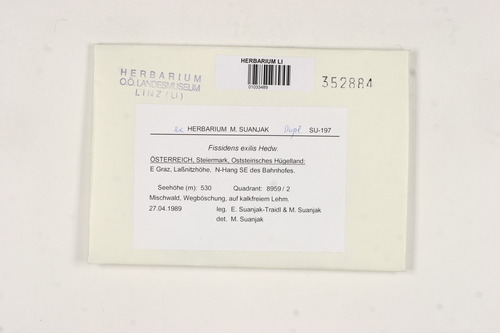 HERBARIUM
O.Ö. LANDESMUSEUM
LINZ (LI)
HERBARIUM LI
01000489
352884
ex HERBARIUM M. SUANJAK Dupl SU-197
Fissidens exilis Hedw.
ÖSTERREICH, Steiermark, Oststeirisches Hügelland:
E Graz, Laßnitzhöhe, N-Hang SE des Bahnhofes.
Seehöhe (m): 530 Quadrant: 8959 / 2
Mischwald, Wegböschung, auf kalkfreiem Lehm.
27.04.1989 leg. E. Suanjak-Traidl & M. Suanjak
det. M. Suanjak